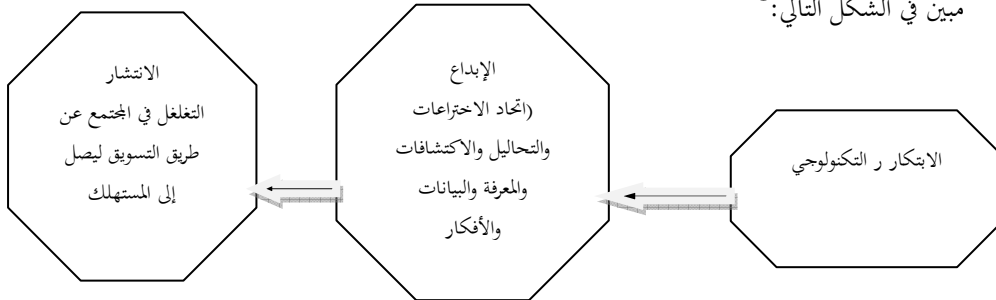 مبين في الشكل التالي:
الابتكار ر التكنولوجي
الإبداع
(اتحاد الاختراعات
والتحاليل والاكتشافات
والمعرفة والبيانات
والأفكار
الانتشار
التغلغل في المجتمع عن
طريق التسويق ليصل
إلى المستهلك